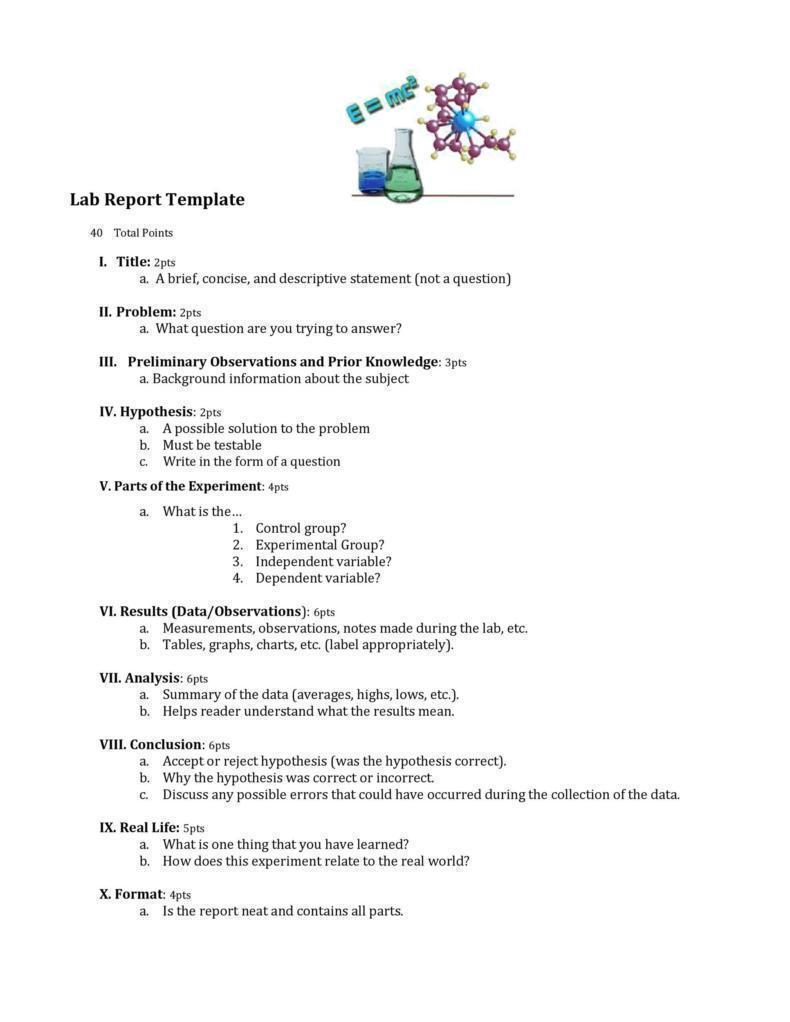 E = mc²
Lab Report Template
40 Total Points
I. Title: 2pts
a. A brief, concise, and descriptive statement (not a question)
II. Problem: 2pts
a. What question are you trying to answer?
III. Preliminary Observations and Prior Knowledge: 3pts
a. Background information about the subject
IV. Hypothesis: 2pts
a. A possible solution to the problem
b. Must be testable
c. Write in the form of a question
V. Parts of the Experiment: 4pts
a. What is the…
1. Control group?
2. Experimental Group?
3. Independent variable?
4. Dependent variable?
VI. Results (Data/Observations): 6pts
a. Measurements, observations, notes made during the lab, etc.
b. Tables, graphs, charts, etc. (label appropriately).
VII. Analysis: 6pts
a. Summary of the data (averages, highs, lows, etc.).
b. Helps reader understand what the results mean.
VIII. Conclusion: 6pts
a. Accept or reject hypothesis (was the hypothesis correct).
b. Why the hypothesis was correct or incorrect.
c. Discuss any possible errors that could have occurred during the collection of the data.
IX. Real Life: 5pts
a. What is one thing that you have learned?
b. How does this experiment relate to the real world?
X. Format: 4pts
a. Is the report neat and contains all parts.